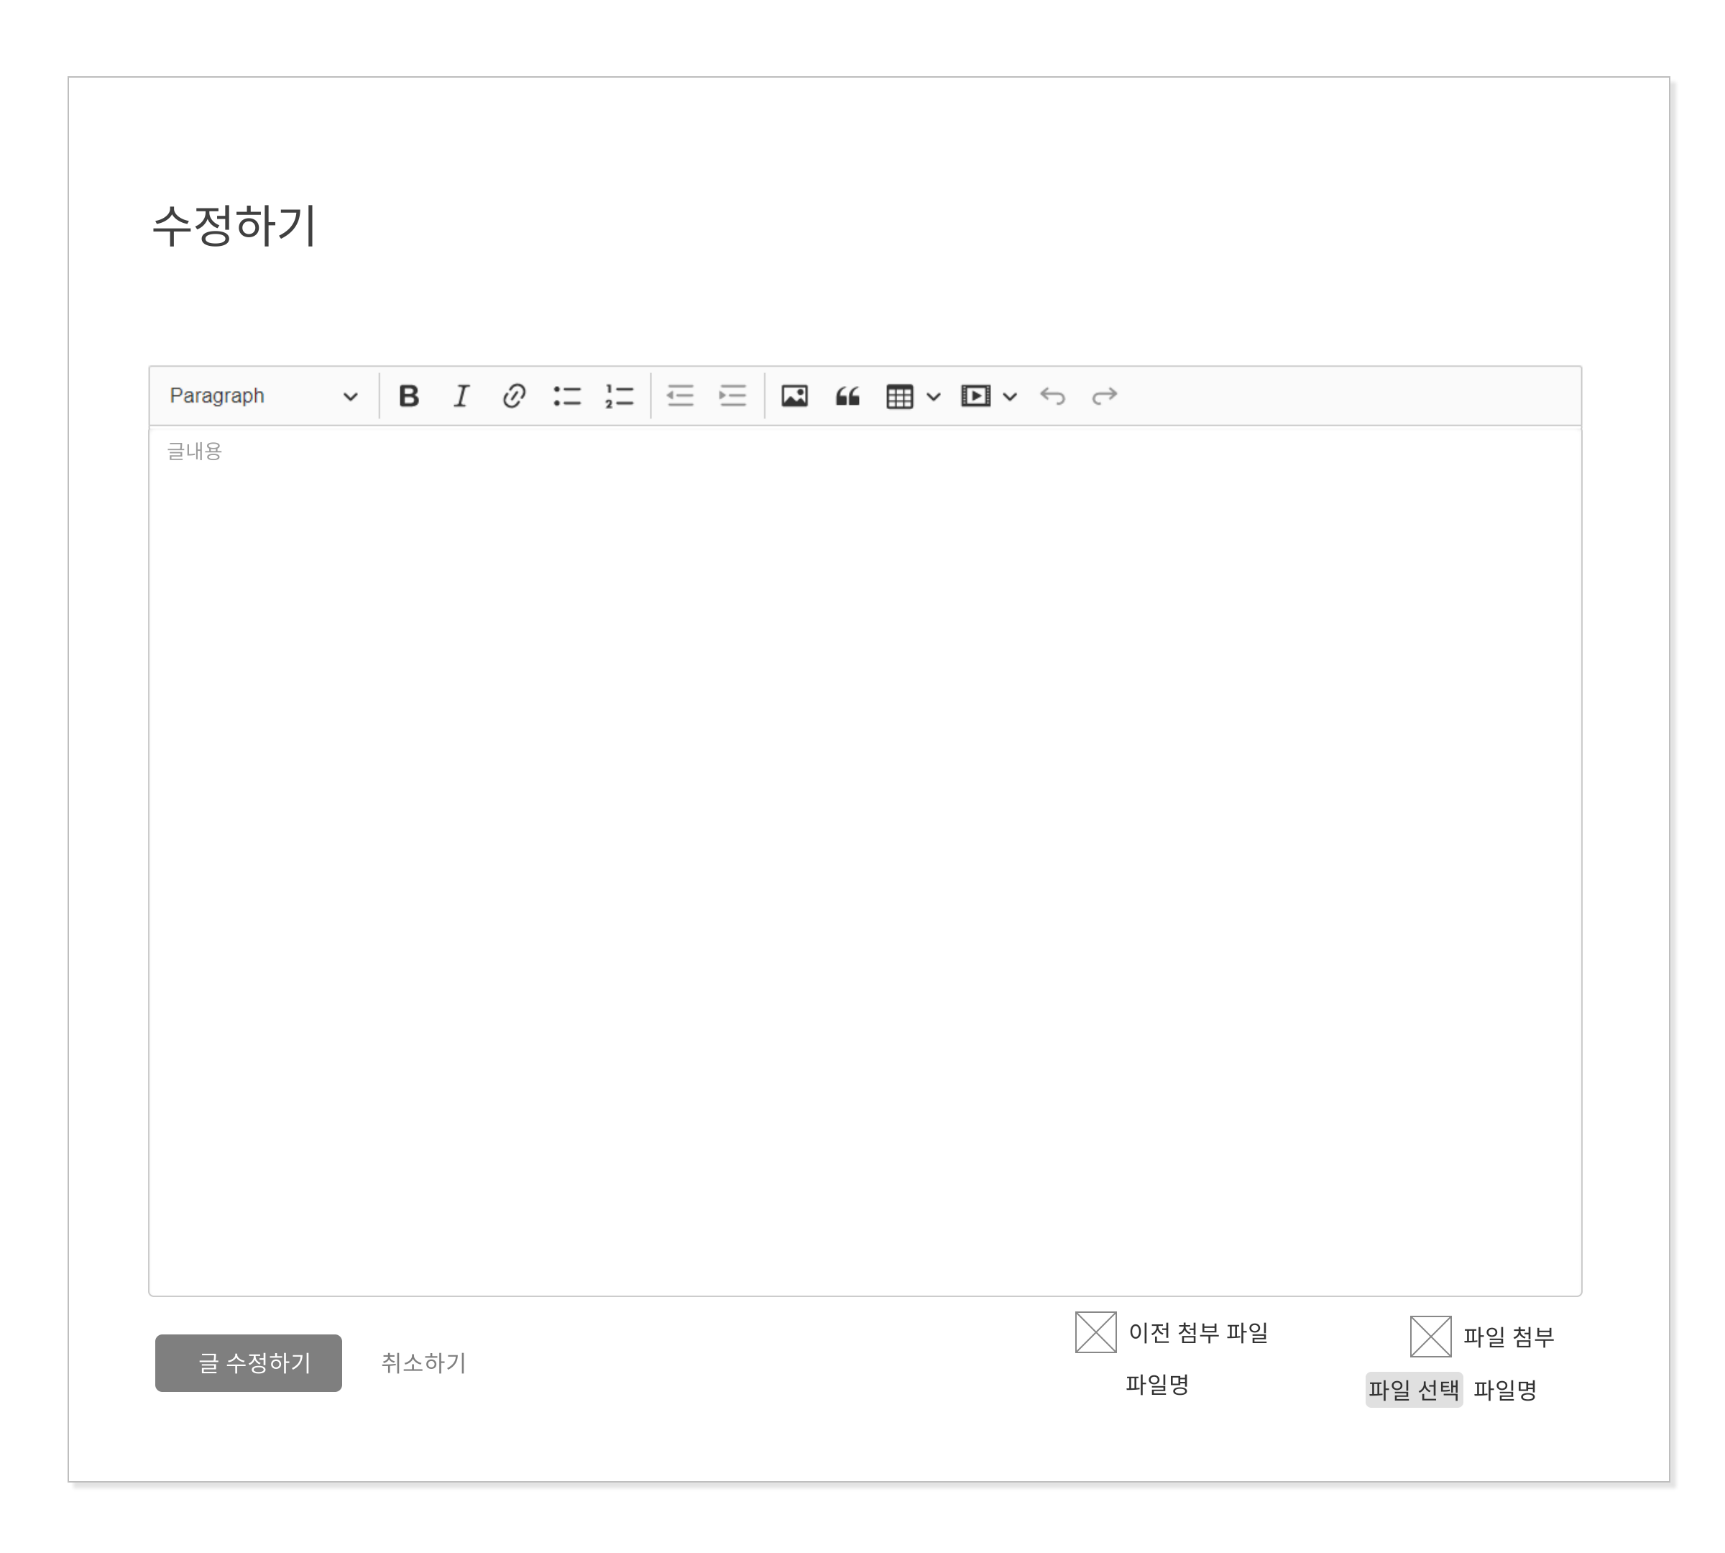 수정하기
Paragraph
글내용
이전 첨부 파일
파일 첨부
글 수정하기 취소하기
파일명
파일 선택 파일명